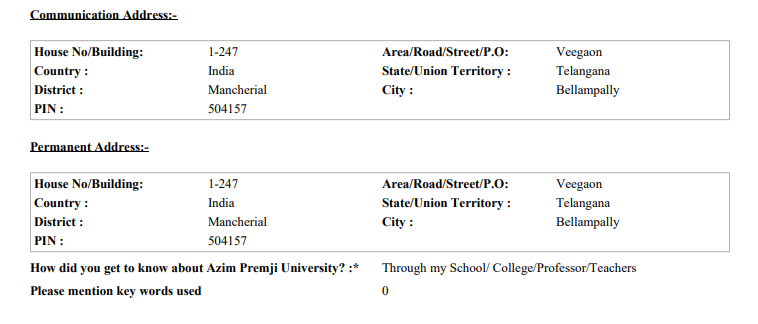 Communication Address:-
House No/Building: 1-247 Area/Road/Street/P.O: Veegaon
Country : India State/Union Territory : Telangana
District : Mancherial City : Bellampally
PIN : 504157
Permanent Address:-
House No/Building: 1-247 Area/Road/Street/P.O: Veegaon
Country : India State/Union Territory : Telangana
District : Mancherial City : Bellampally
PIN : 504157
How did you get to know about Azim Premji University? :* Through my School/ College/Professor/Teachers
Please mention key words used 0